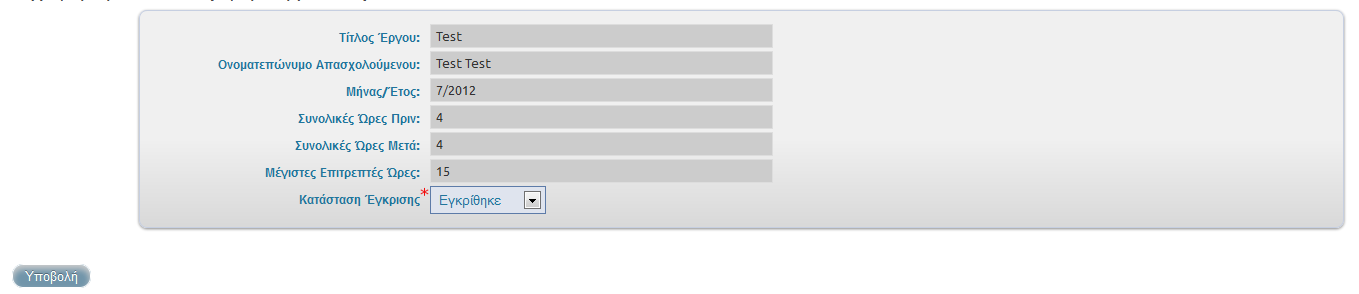 Τίτλος Έργου: Test
Ονοματεπώνυμο Απασχολούμενου: Test Test
Μήνας/Έτος: 7/2012
Συνολικές Ώρες Πριν: 4
Συνολικές Ώρες Μετά: 4
Μέγιστες Επιτρεπτές Ώρες: 15
Κατάσταση Έγκρισης* Εγκρίθηκε
Υποβολή